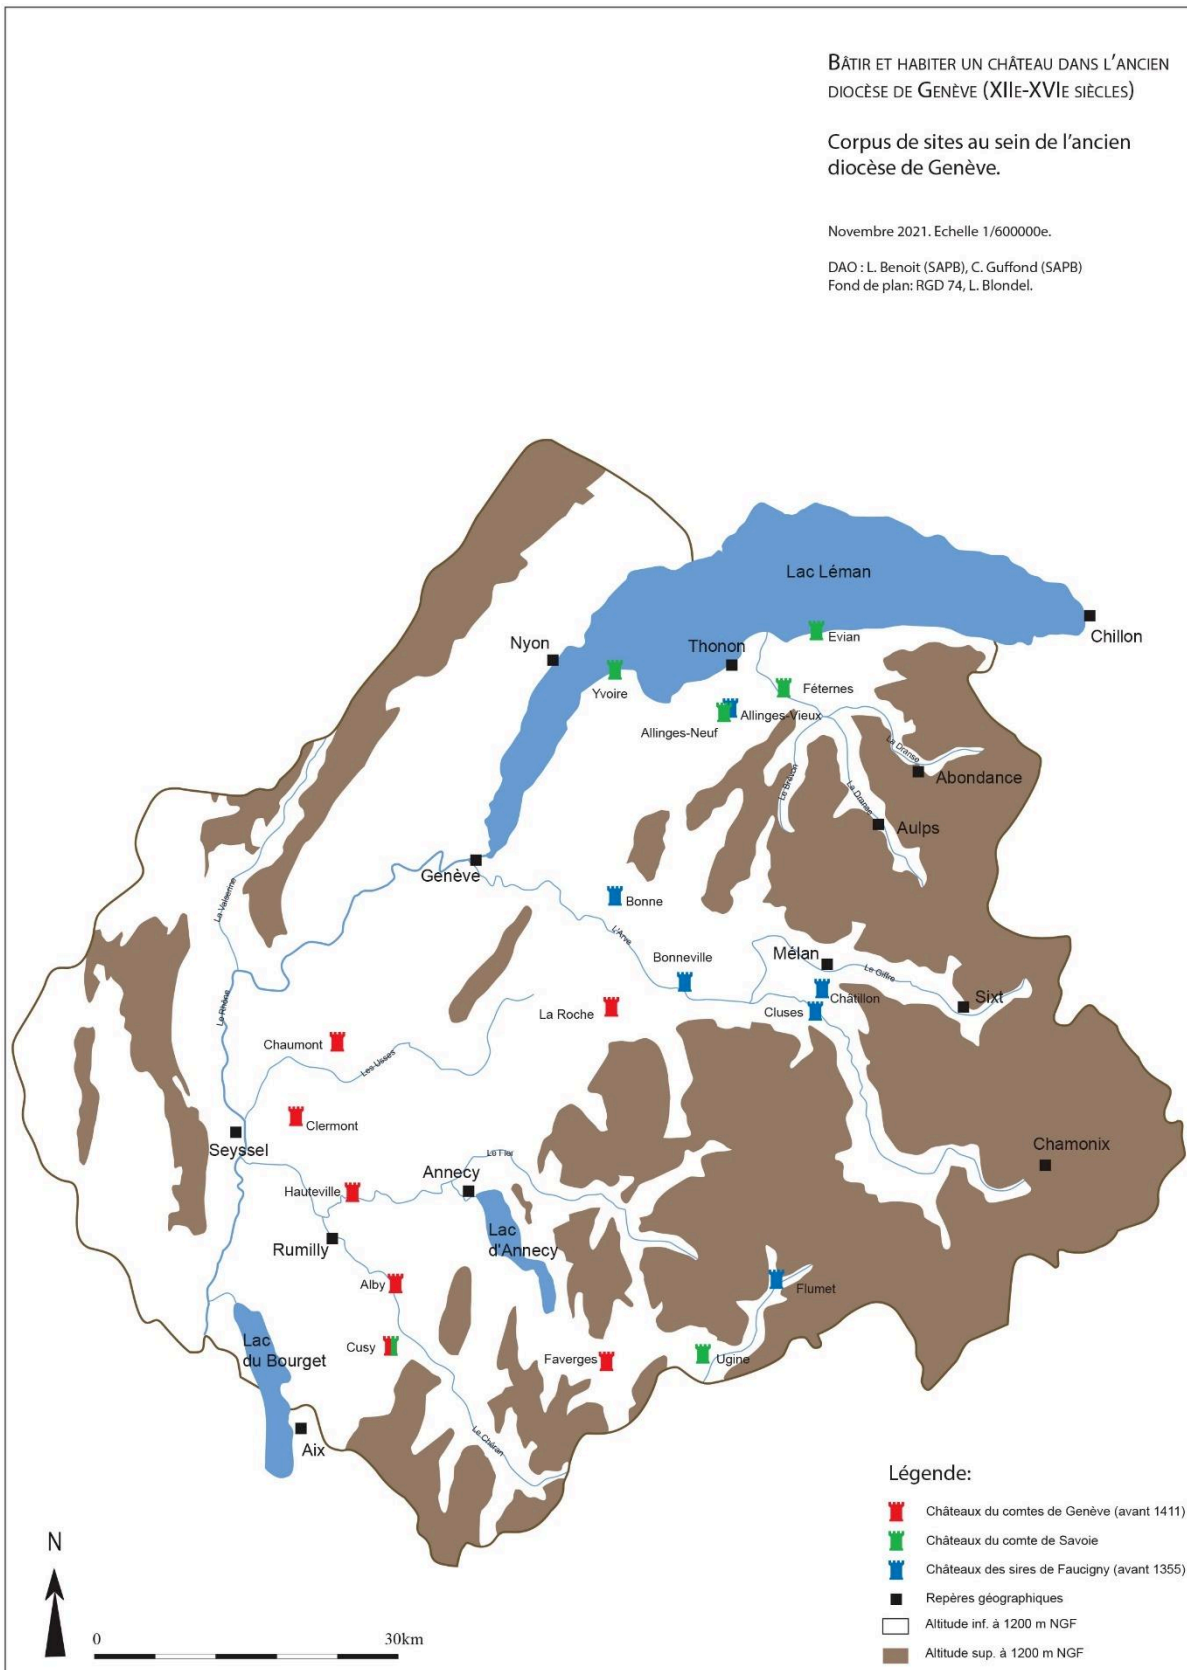 BÂTIR ET HABITER UN CHÂTEAU DANS L'ANCIEN
DIOCÈSE DE GENÈVE (XIIE-XVIE SIÈCLES)
Corpus de sites au sein de l'ancien
diocèse de Genève.
Novembre 2021. Echelle 1/600000e.
DAO : L. Benoit (SAPB), C. Guffond (SAPB)
Fond de plan: RGD 74, L. Blondel.
Lac Léman
Chillon
Evian
Nyon
Thonon
Yvoire
Féternes
Allinges-Vieux
Allinges-Neuf
La Dranse
Abondance
Le Brevon
La Dranse
Aulps
Genève
La Valserine
Bonne
L'Arve
Bonneville
Mélan
Le Giffre
Châtillon
Sixt
Cluses
La Roche
Le Rhône
Chaumont
Les Usses
Clermont
Seyssel
Chamonix
Annecy
Le Fier
Hauteville
Lac
d'Annecy
Rumilly
Alby
Flumet
Cusy
Faverges
Ugine
Lac
du Bourget
Le Chéran
Aix
Légende:
Châteaux du comtes de Genève (avant 1411)
Châteaux du comte de Savoie
Châteaux des sires de Faucigny (avant 1355)
Repères géographiques
Altitude inf. à 1200 m NGF
Altitude sup. à 1200 m NGF
N
0 30km